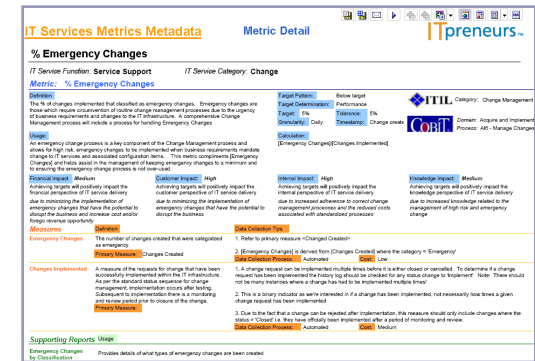 IT Services Metrics Metadata
Metric Detail
ITpreneurs
% Emergency Changes
IT Service Function: Service Support IT Service Category: Change
Metric: % Emergency Changes
Definition
The % of changes implemented that classified as emergency changes. Emergency changes are
those which require circumvention of routine change management processes due to the urgency
of business requirements and changes to the IT infrastructure. A comprehensive Change
Management process will include a process for handling Emergency Changes.
Target Pattern: Below target
Target Determination: Performance
Target: 5% Tolerance: 5%
Granularity: Daily Timestamp: Change create
ITIL Category: Change Management
COBIT Domain: Acquire and Implement
Process: AI6 - Manage Changes
Usage:
An emergency change process is a key component of the Change Management process and
allows for high risk, emergency changes to be implemented when business requirements mandate
change to IT services and associated configuration items. This metric compliments [Emergency
Changes] and helps assist in the management of keeping emergency changes to a minimum and
to ensuring the emergency change process is not over-used.
Calculation:
[Emergency Changes]/[Changes Implemented]
Financial Impact: Medium
Achieving targets will positively impact the
financial perspective of IT service delivery
due to minimizing the implementation of
emergency changes that have the potential to
disrupt the business and increase cost and/or
forego revenue opportunity
Customer Impact: High
Achieving targets will positively impact the
customer perspective of IT service delivery
due to minimizing the implementation of
emergency changes that have the potential to
disrupt the business
Internal Impact: High
Achieving targets will positively impact the
internal perspective of IT service delivery
due to increased adherence to correct change
management processes and the reduced costs
associated with standardized processes
Knowledge Impact: Medium
Achieving targets will positively impact the
knowledge perspective of IT service delivery
due to increased knowledge related to the
management of high risk and emergency
change
Measures Definition Data Collection Tips
Emergency Changes
The number of changes created that were categorized
as emergency.
Primary Measure: Changes Created
1. Refer to primary measure <Changed Created>
2. [Emergency Changes] is derived from [Changes Created] where the category = 'Emergency'
Data Collection Process: Automated Cost: Low
Changes Implemented
A measure of the requests for change that have been
successfully implemented within the IT infrastructure.
As per the standard status sequence for change
management, implementation occurs after testing.
Subsequent to implementation there is a monitoring
and review period prior to closure of the change.
Primary Measure:
1. A change request can be implemented multiple times before it is either closed or cancelled. To determine if a change
request has been implemented the history log should be checked for any status change to 'Implement'. Note: There should
not be many instances where a change has had to be implemented multiple times!
2. This is a binary indicator as we're interested in if a change has been implemented, not necessarily how times a given
change request has been implemented
3. Due to the fact that a change can be rejected after implementation, this measure should only include changes where the
status = 'Closed' i.e. they have officially been implemented after a period of monitoring and review.
Data Collection Process: Automated Cost: Medium
Supporting Reports Usage
Emergency Changes
by Classification
Provides details of what types of emergency changes are been created